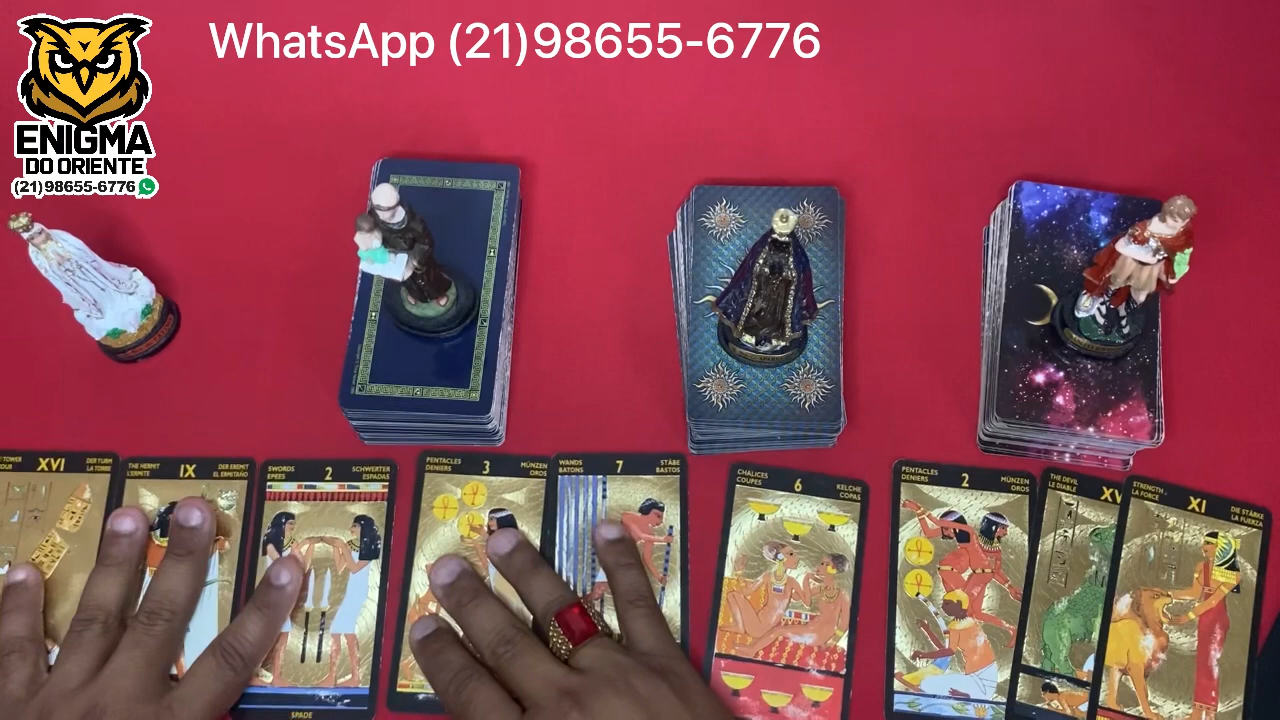 WhatsApp (21)98655-6776
ENIGMA
DO ORIENTE
(21)98655-6776
TOWER XVI DER TURM
LA TORRE
THE HERMIT IX DER EREMIT
L'ERMITE EL ERMITAÑO
SWORDS 2 SCHWERTER
EPEES ESPADAS
SPADE
PENTACLES 3 MÜNZEN
DENIERS OROS
WANDS 7 STÄBE
BATONS BASTOS
CHALICES 6 KELCHE
COUPES COPAS
PENTACLES 2 MÜNZEN
DENIERS OROS
THE DEVIL XV
LE DIABLE
STRENGTH XI DIE STÄRKE
LA FORCE LA FUERZA